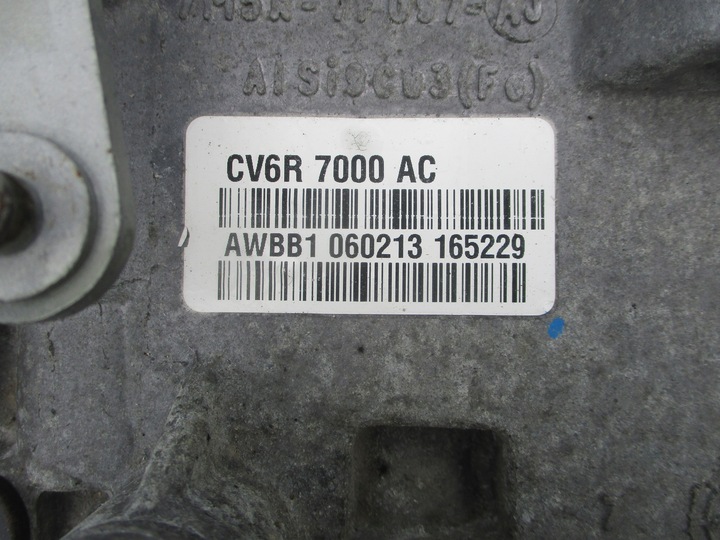 AlSi9Cu3(Fe)
CV6R 7000 AC
AWBB1 060213 165229